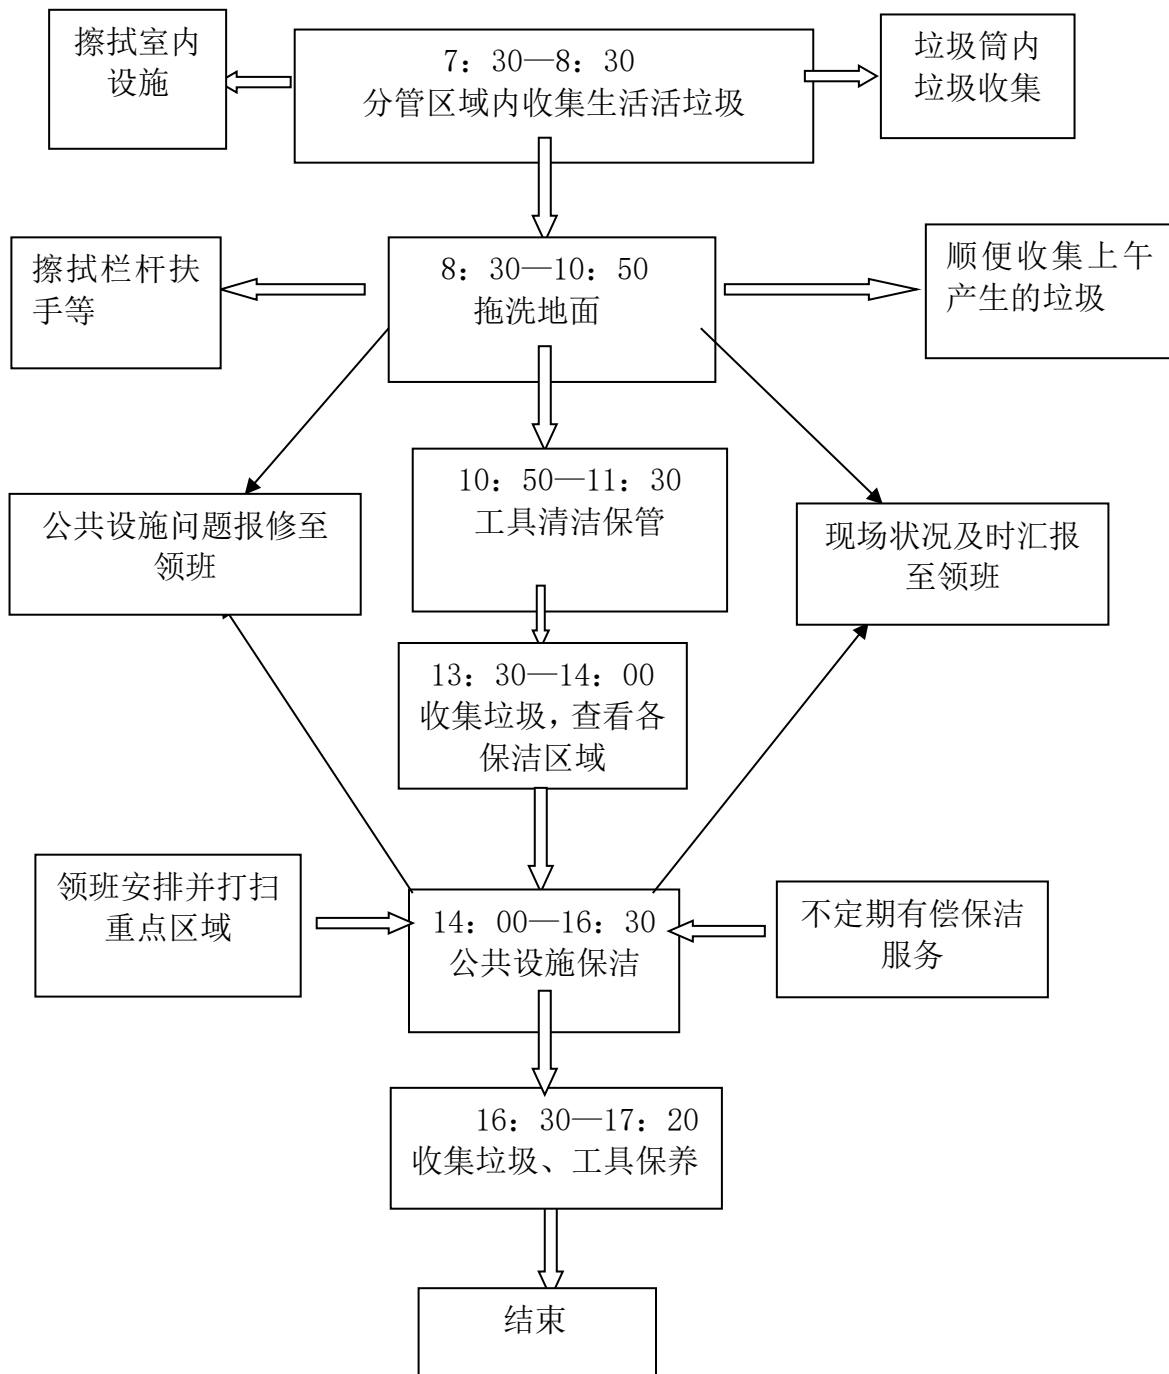 擦拭室内
设施
7：30—8：30
分管区域内收集生活活垃圾
垃圾筒内
垃圾收集
擦拭栏杆扶
手等
8：30—10：50
拖洗地面
顺便收集上午
产生的垃圾
10：50—11：30
工具清洁保管
公共设施问题报修至
领班
现场状况及时汇报
至领班
13：30—14：00
收集垃圾，查看各
保洁区域
领班安排并打扫
重点区域
14：00—16：30
公共设施保洁
不定期有偿保洁
服务
16：30—17：20
收集垃圾、工具保养
结束